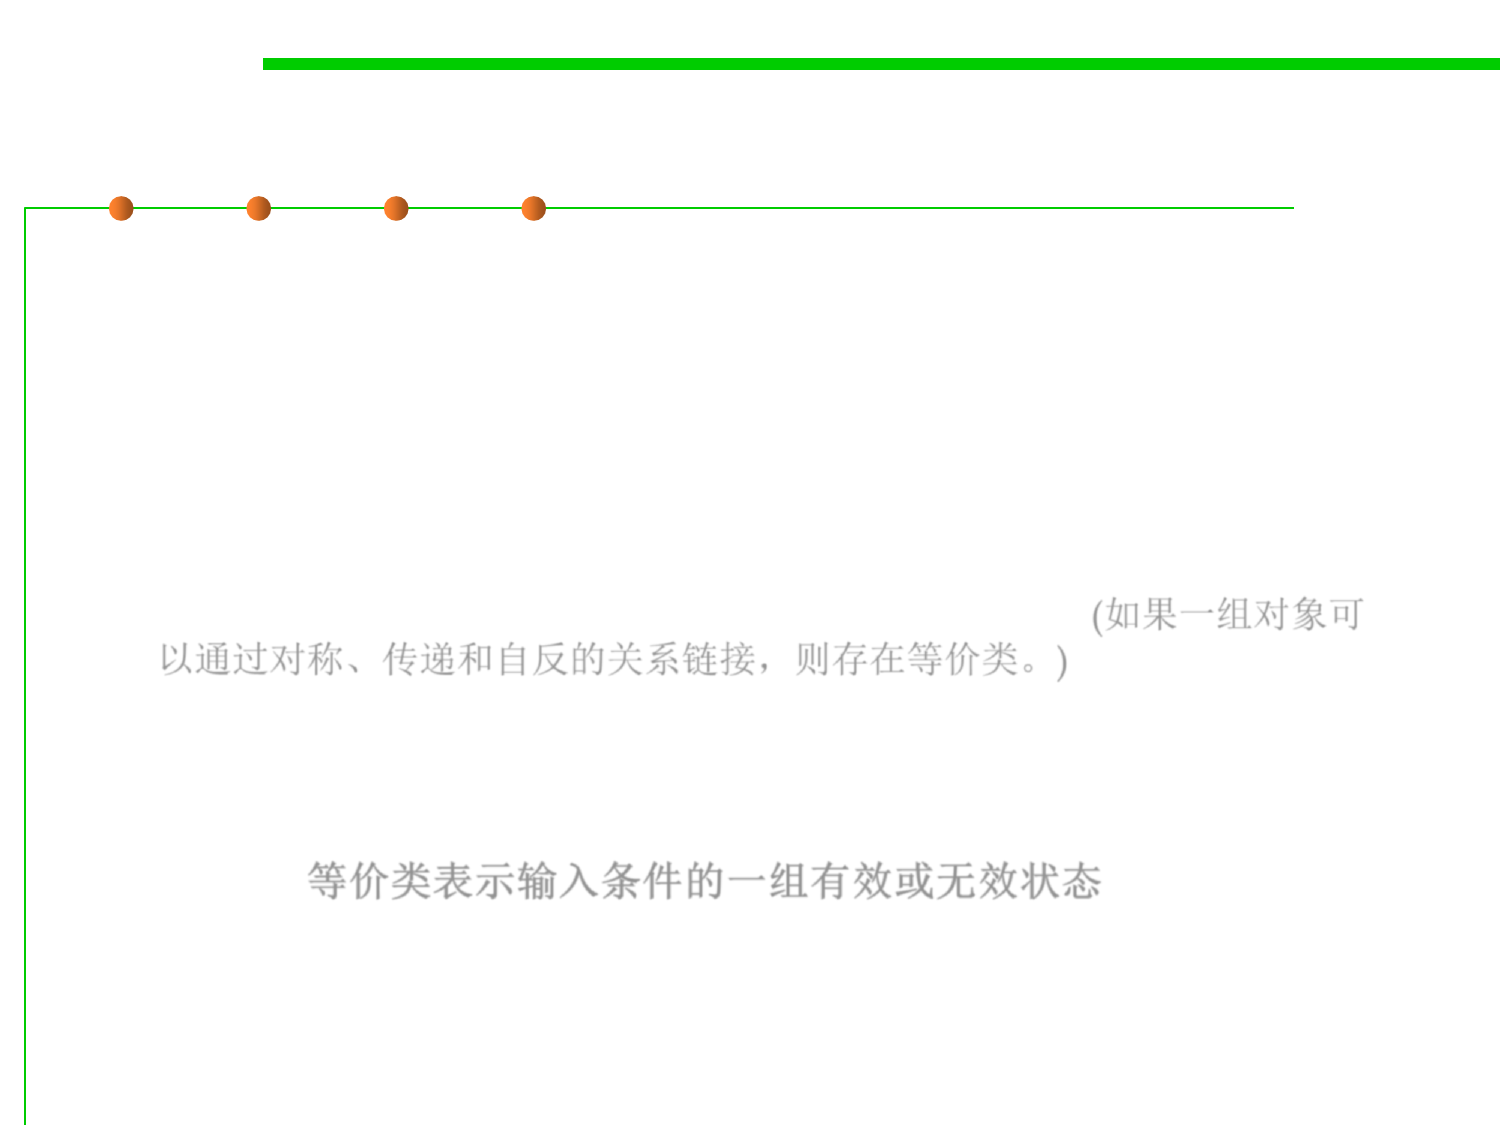 (如果一组对象可
以通过对称、传递和自反的关系链接，则存在等价类。)
等价类表示输入条件的一组有效或无效状态